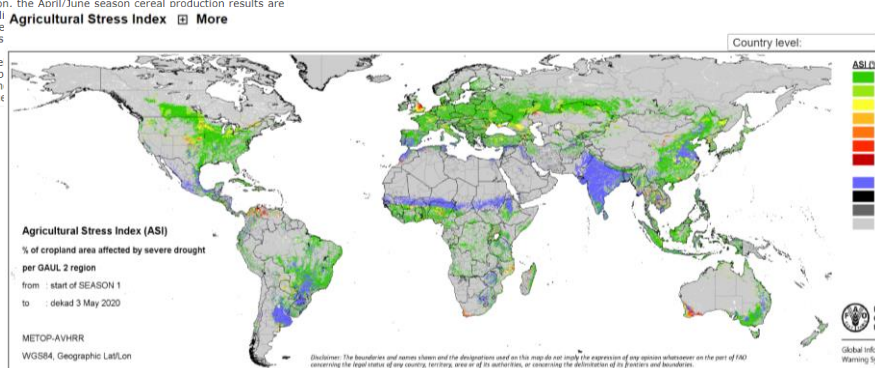 on, the April/June season cereal production results are
Agricultural Stress Index More
Country level:
ASI (%
Agricultural Stress Index (ASI)
% of cropland area affected by severe drought
per GAUL 2 region
from : start of SEASON 1
to : dekad 3 May 2020
METOP-AVHRR
WGS84, Geographic Lat/Lon
Disclaimer: The boundaries and names shown and the designations used on this map do not imply the expression of any opinion whatsoever on the part of FAO
concerning the legal status of any country, territory, area or of its authorities, or concerning the delimitation of its frontiers and boundaries.
Global Info
Warning Sy